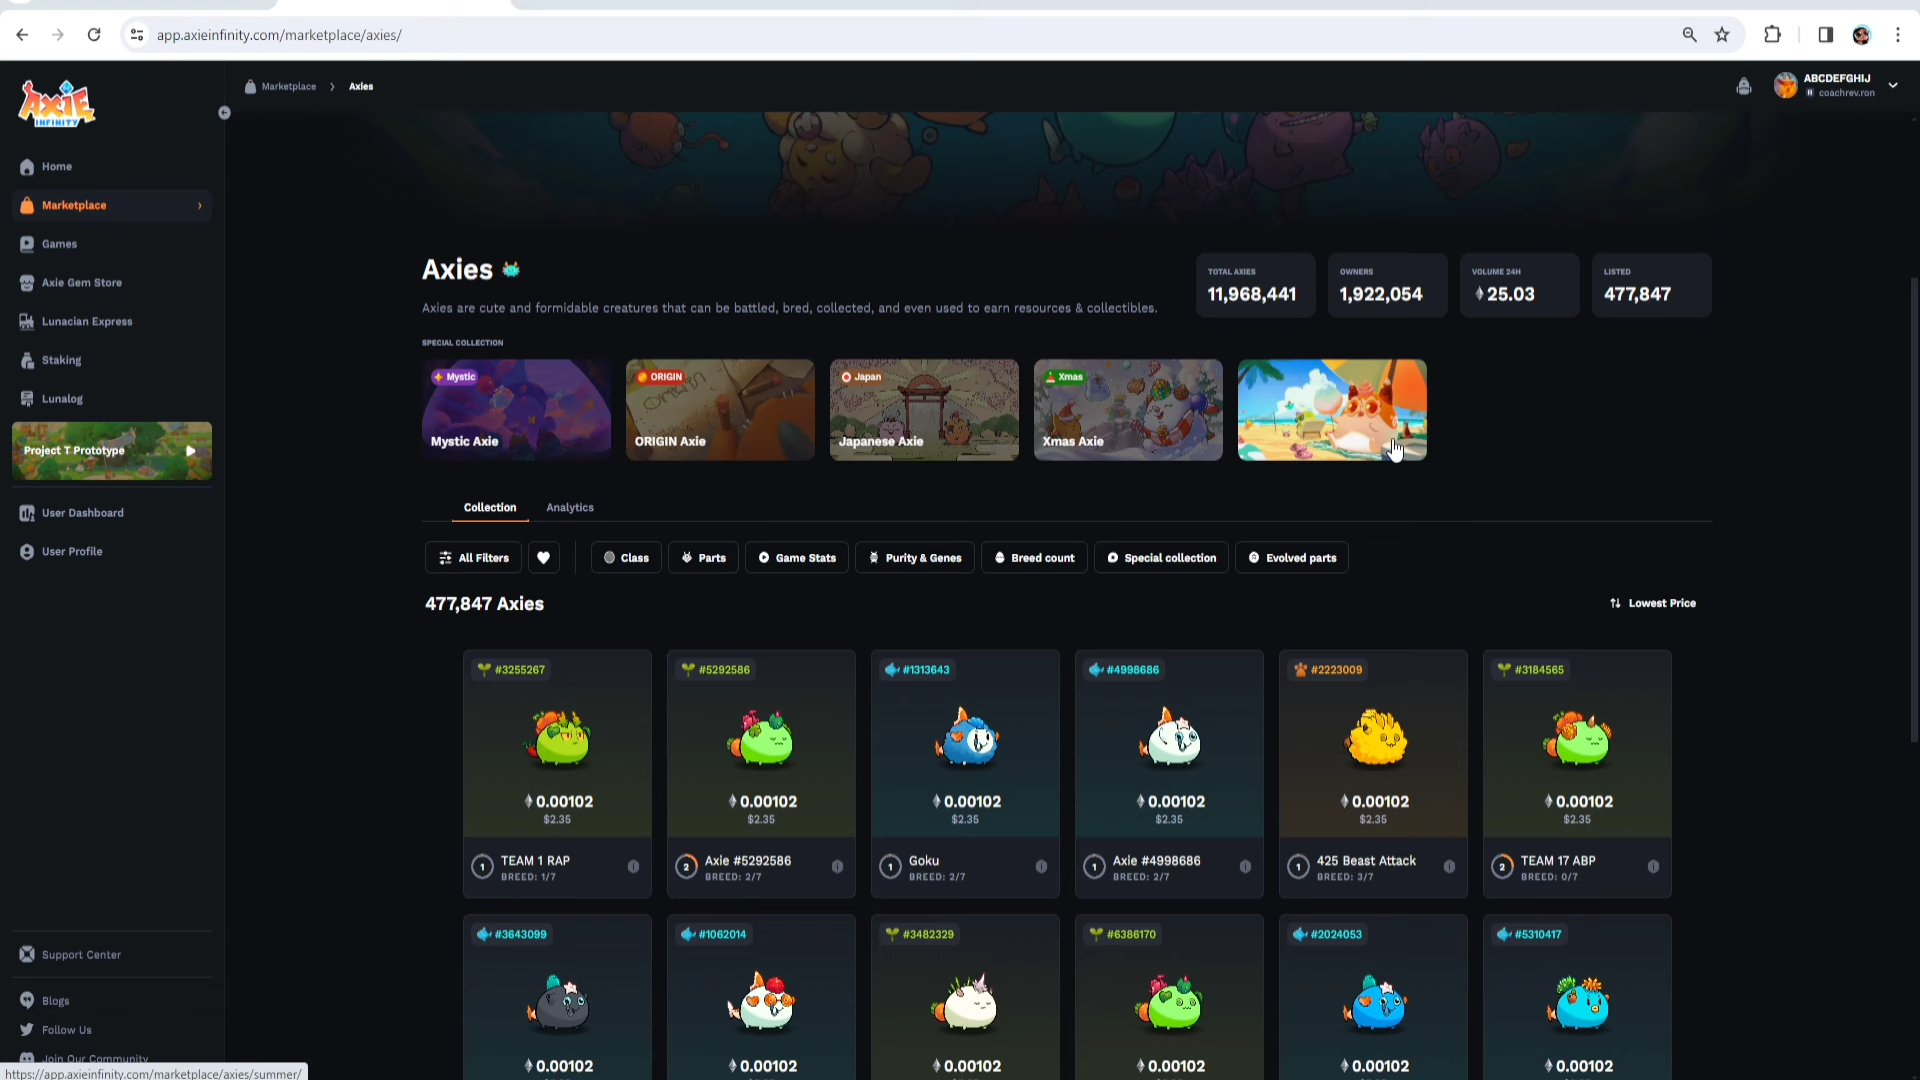 app.axieinfinity.com/marketplace/axies/
AXIE
INFINITY
Marketplace
Axies
ABCDEFGHIJ
coachrev.ron
Home
Marketplace
Games
Axie Gem Store
Lunacian Express
Staking
Lunalog
Project T Prototype
User Dashboard
User Profile
Support Center
Blogs
Follow Us
Join Our Community
Axies
Axies are cute and formidable creatures that can be battled, bred, collected, and even used to earn resources & collectibles.
TOTAL AXIES
11,968,441
OWNERS
1,922,054
VOLUME 24H
25.03
LISTED
477,847
SPECIAL COLLECTION
Mystic
Mystic Axie
ORIGIN
ORIGIN Axie
Japan
Japanese Axie
Xmas
Xmas Axie
Collection Analytics
All Filters Class Parts Game Stats Purity & Genes Breed count Special collection Evolved parts
477,847 Axies
Lowest Price
#3255267
0.00102
$2.35
1 TEAM 1 RAP
BREED: 1/7
#5292586
0.00102
$2.35
2 Axie #5292586
BREED: 2/7
#1313643
0.00102
$2.35
1 Goku
BREED: 2/7
#4998686
0.00102
$2.35
1 Axie #4998686
BREED: 2/7
#2223009
0.00102
$2.35
1 425 Beast Attack
BREED: 3/7
#3184565
0.00102
$2.35
2 TEAM 17 ABP
BREED: 0/7
#3643099
0.00102
#1062014
0.00102
#3482329
0.00102
#6386170
0.00102
#2024053
0.00102
#5310417
0.00102
https://app.axieinfinity.com/marketplace/axies/summer/